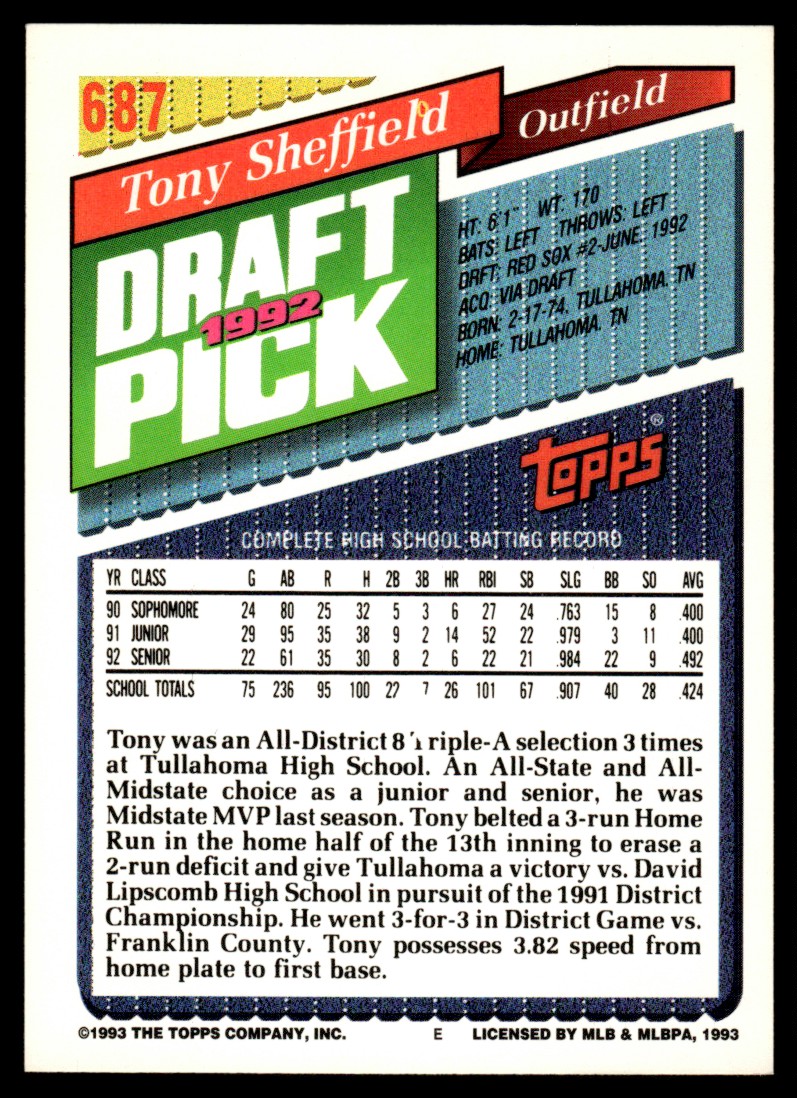 687
Tony Sheffield
Outfield
DRAFT
1992
PICK
HT: 6'1" WT: 170
BATS: LEFT THROWS: LEFT
DRFT: RED SOX #2-JUNE, 1992
ACQ: VIA DRAFT
BORN: 2-17-74, TULLAHOMA, TN
HOME: TULLAHOMA, TN
topps®
COMPLETE HIGH SCHOOL BATTING RECORD
YR CLASS G AB R H 2B 3B HR RBI SB SLG BB SO AVG
90 SOPHOMORE 24 80 25 32 5 3 6 27 24 .763 15 8 .400
91 JUNIOR 29 95 35 38 9 2 14 52 22 .979 3 11 .400
92 SENIOR 22 61 35 30 8 2 6 22 21 .984 22 9 .492
SCHOOL TOTALS 75 236 95 100 22 7 26 101 67 .907 40 28 .424
Tony was an All-District 8 riple-A selection 3 times
at Tullahoma High School. An All-State and All-
Midstate choice as a junior and senior, he was
Midstate MVP last season. Tony belted a 3-run Home
Run in the home half of the 13th inning to erase a
2-run deficit and give Tullahoma a victory vs. David
Lipscomb High School in pursuit of the 1991 District
Championship. He went 3-for-3 in District Game vs.
Franklin County. Tony possesses 3.82 speed from
home plate to first base.
©1993 THE TOPPS COMPANY, INC. E LICENSED BY MLB & MLBPA, 1993